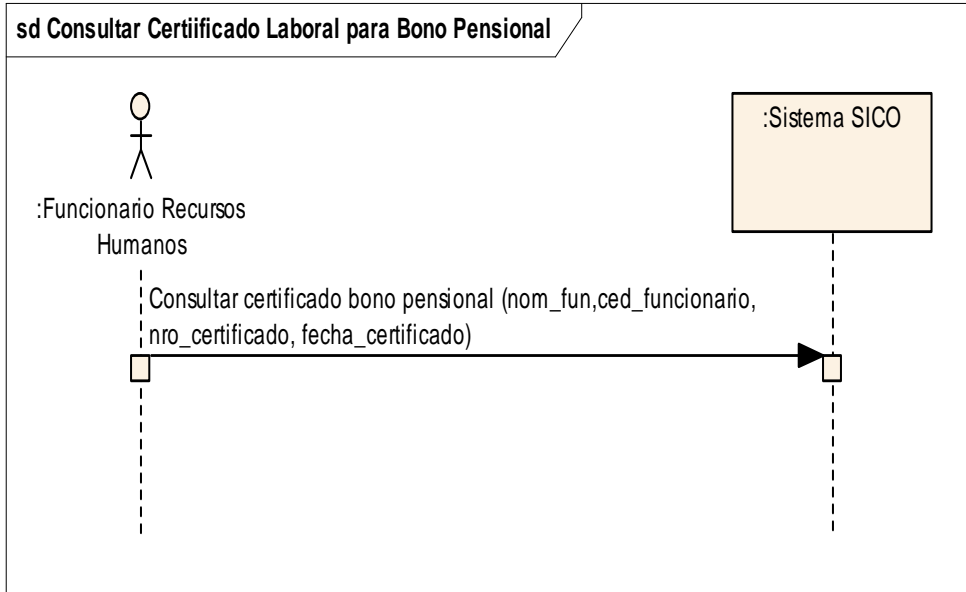 sd Consultar Certiificado Laboral para Bono Pensional
:Funcionario Recursos
Humanos
:Sistema SICO
Consultar certificado bono pensional (nom_fun,ced_funcionario,
nro_certificado, fecha_certificado)